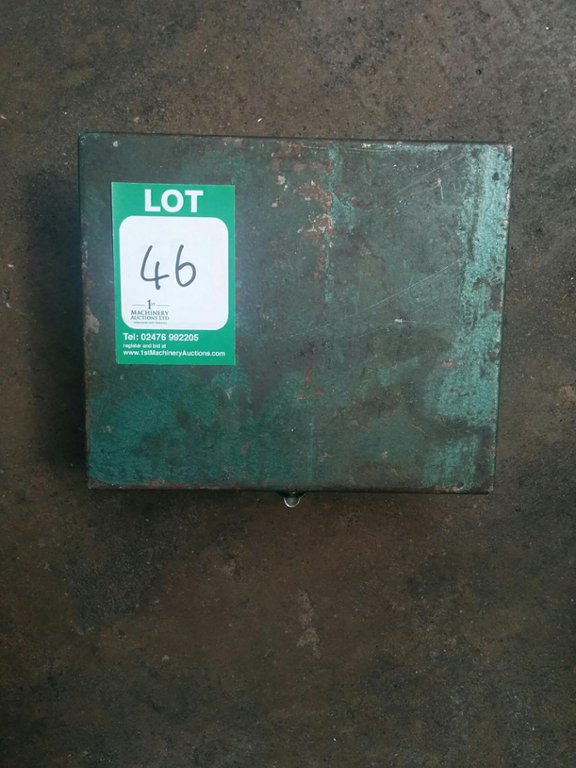 LOT
46
1st
MACHINERY
AUCTIONS LTD
Tel: 02476 992205
register and bid at
www.1stMachineryAuctions.com